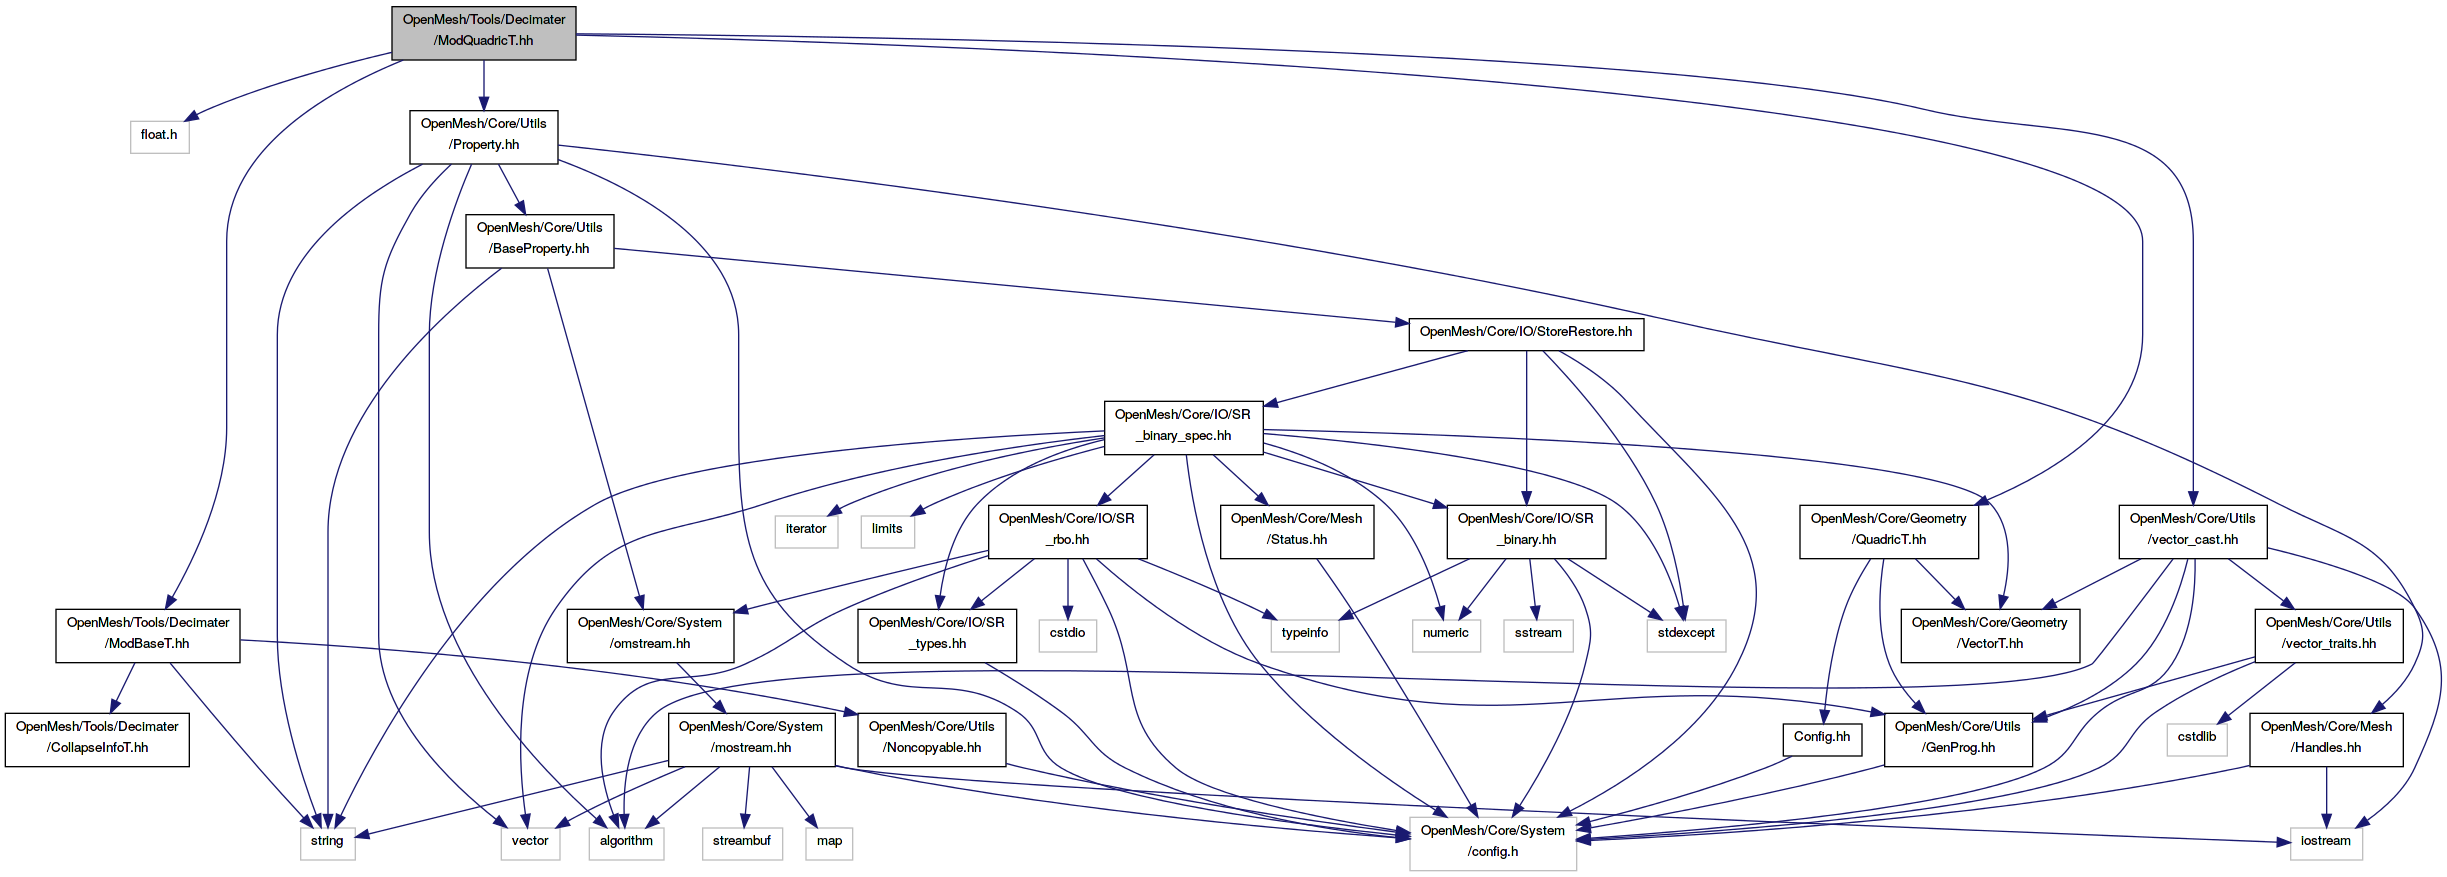 OpenMesh/Tools/Decimater
/ModQuadricT.hh
float.h
OpenMesh/Core/Utils
/Property.hh
OpenMesh/Core/Utils
/BaseProperty.hh
OpenMesh/Core/IO/StoreRestore.hh
OpenMesh/Core/IO/SR
_binary_spec.hh
iterator
limits
OpenMesh/Core/IO/SR
_rbo.hh
OpenMesh/Core/Mesh
/Status.hh
OpenMesh/Core/IO/SR
_binary.hh
OpenMesh/Core/Geometry
/QuadricT.hh
OpenMesh/Core/Utils
/vector_cast.hh
OpenMesh/Tools/Decimater
/ModBaseT.hh
OpenMesh/Core/System
/omstream.hh
OpenMesh/Core/IO/SR
_types.hh
cstdio
typeinfo
numeric
sstream
stdexcept
OpenMesh/Core/Geometry
/VectorT.hh
OpenMesh/Core/Utils
/vector_traits.hh
OpenMesh/Tools/Decimater
/CollapseInfoT.hh
OpenMesh/Core/System
/mostream.hh
OpenMesh/Core/Utils
/Noncopyable.hh
Config.hh
OpenMesh/Core/Utils
/GenProg.hh
cstdlib
OpenMesh/Core/Mesh
/Handles.hh
string
vector
algorithm
streambuf
map
OpenMesh/Core/System
/config.h
iostream